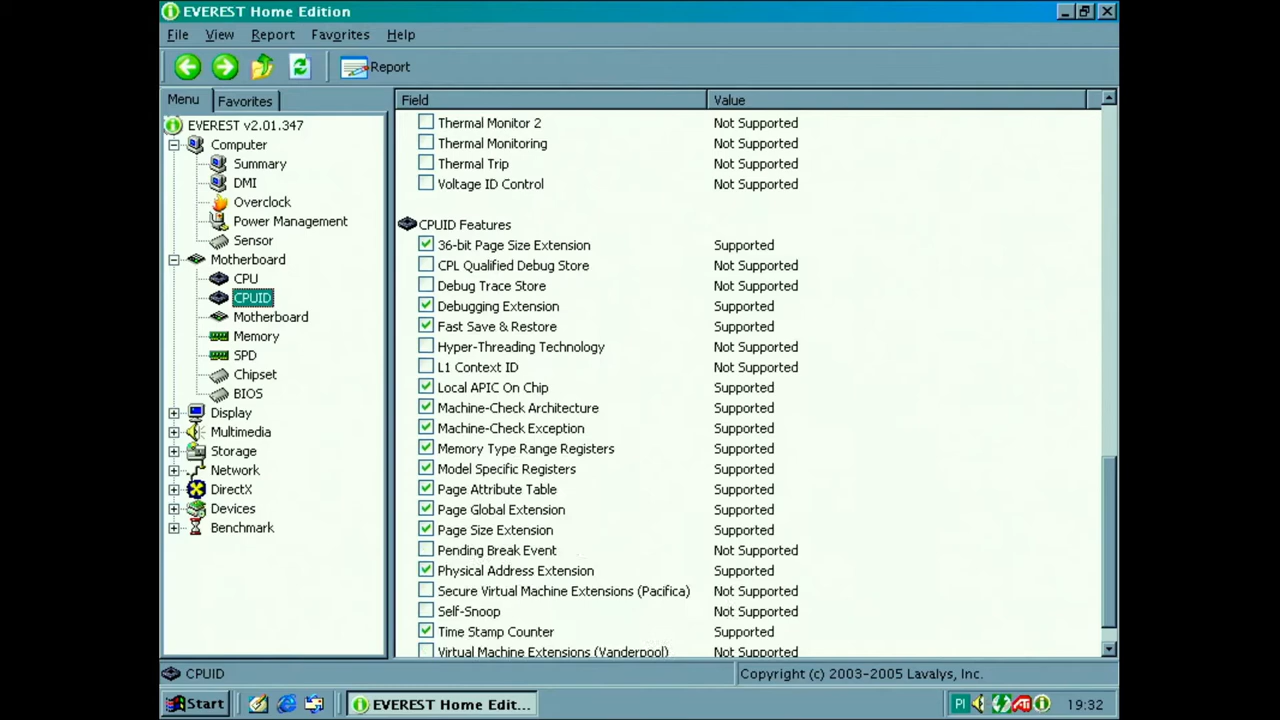 EVEREST Home Edition
File View Report Favorites Help
Report
Menu Favorites
Field Value
EVEREST v2.01.347
Computer
Summary
DMI
Overclock
Power Management
Sensor
Motherboard
CPU
CPUID
Motherboard
Memory
SPD
Chipset
BIOS
Display
Multimedia
Storage
Network
DirectX
Devices
Benchmark
Thermal Monitor 2 Not Supported
Thermal Monitoring Not Supported
Thermal Trip Not Supported
Voltage ID Control Not Supported
CPUID Features
36-bit Page Size Extension Supported
CPL Qualified Debug Store Not Supported
Debug Trace Store Not Supported
Debugging Extension Supported
Fast Save & Restore Supported
Hyper-Threading Technology Not Supported
L1 Context ID Not Supported
Local APIC On Chip Supported
Machine-Check Architecture Supported
Machine-Check Exception Supported
Memory Type Range Registers Supported
Model Specific Registers Supported
Page Attribute Table Supported
Page Global Extension Supported
Page Size Extension Supported
Pending Break Event Not Supported
Physical Address Extension Supported
Secure Virtual Machine Extensions (Pacifica) Not Supported
Self-Snoop Not Supported
Time Stamp Counter Supported
Virtual Machine Extensions (Vanderpool) Not Supported
CPUID Copyright (c) 2003-2005 Lavalys, Inc.
Start EVEREST Home Edit... Pl ATI 19:32